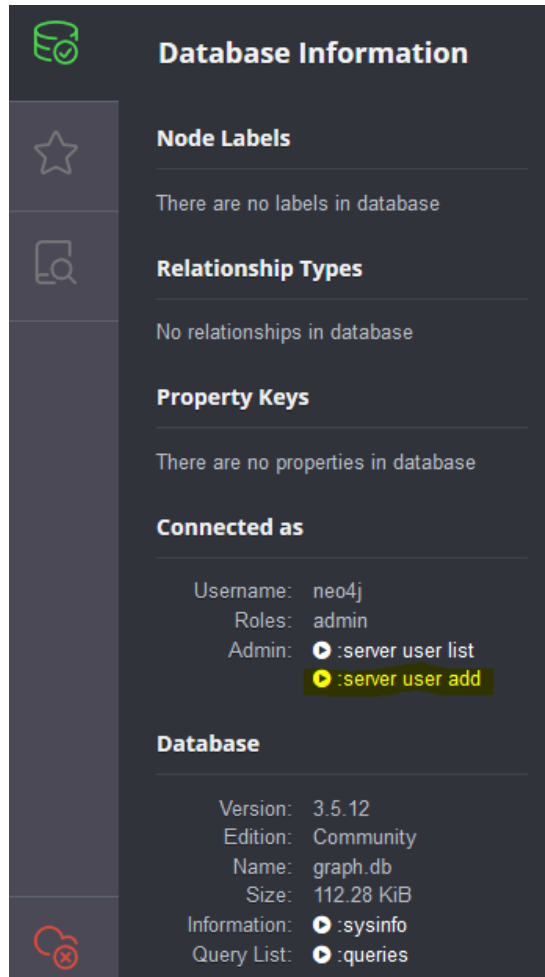 Database Information
Node Labels
There are no labels in database
Relationship Types
No relationships in database
Property Keys
There are no properties in database
Connected as
Username: neo4j
Roles: admin
Admin: :server user list
:server user add
Database
Version: 3.5.12
Edition: Community
Name: graph.db
Size: 112.28 KiB
Information: :sysinfo
Query List: :queries